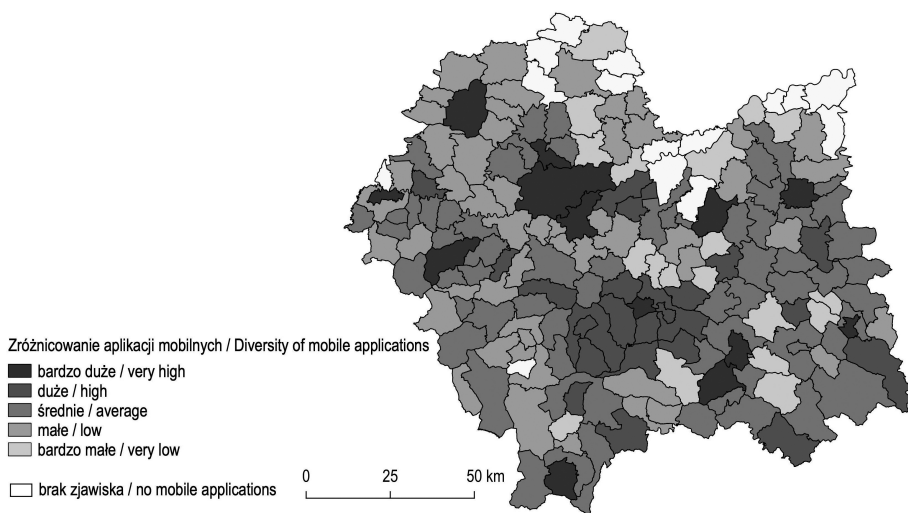 Zróżnicowanie aplikacji mobilnych / Diversity of mobile applications
bardzo duże / very high
duże / high
średnie / average
małe / low
bardzo małe / very low
brak zjawiska / no mobile applications
0 25 50 km